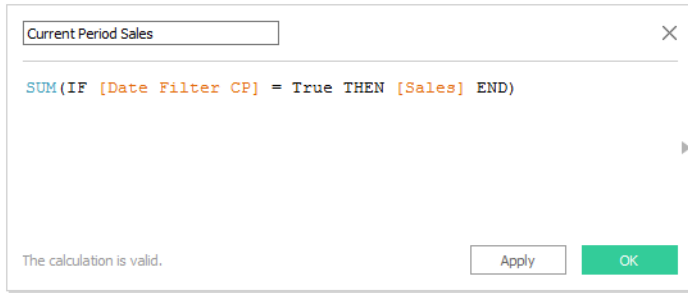 Current Period Sales
SUM(IF [Date Filter CP] = True THEN [Sales] END)
The calculation is valid.
Apply
OK